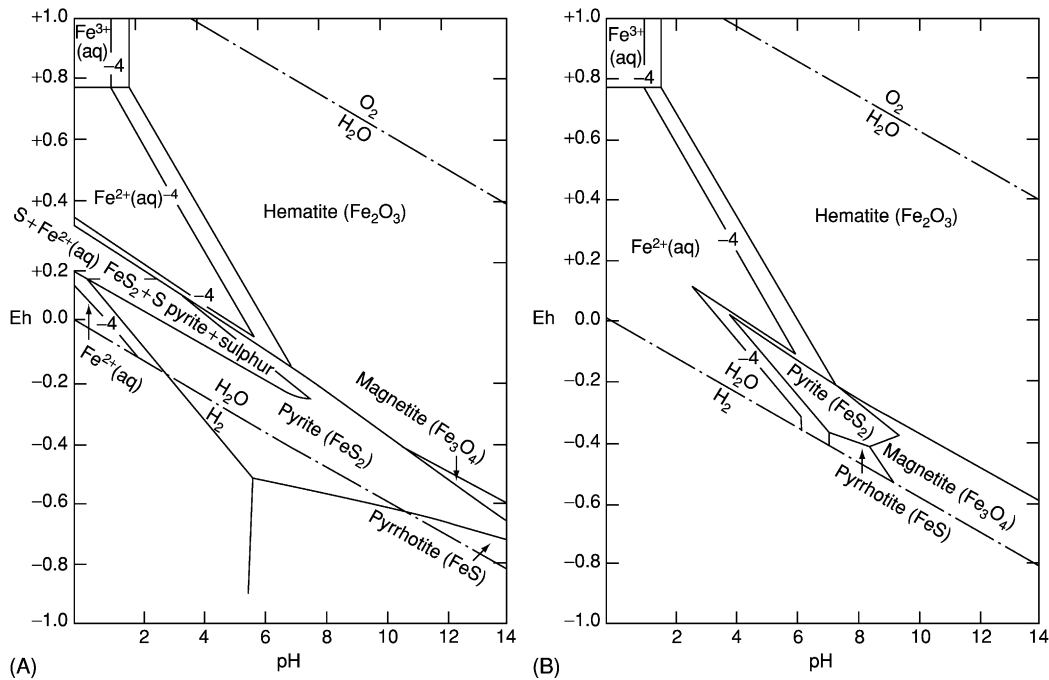 +1.0
+0.8
+0.6
+0.4
+0.2
Eh 0.0
−0.2
−0.4
−0.6
−0.8
−1.0
Fe³⁺
(aq)
−4
O₂
H₂O
Fe²⁺(aq)⁻⁴
Hematite (Fe₂O₃)
S+Fe²⁺(aq)
FeS₂+S pyrite+sulphur
−4
−4
Fe²⁺(aq)
H₂O
H₂
Pyrite (FeS₂)
Magnetite (Fe₃O₄)
Pyrrhotite (FeS)
2 4 6 8 10 12 14
(A) pH
+1.0
+0.8
+0.6
+0.4
+0.2
Eh 0.0
−0.2
−0.4
−0.6
−0.8
−1.0
Fe³⁺
(aq)
−4
O₂
H₂O
Fe²⁺(aq)
−4
Hematite (Fe₂O₃)
−4
H₂O
H₂
Pyrite (FeS₂)
Magnetite (Fe₃O₄)
Pyrrhotite (FeS)
2 4 6 8 10 12 14
(B) pH